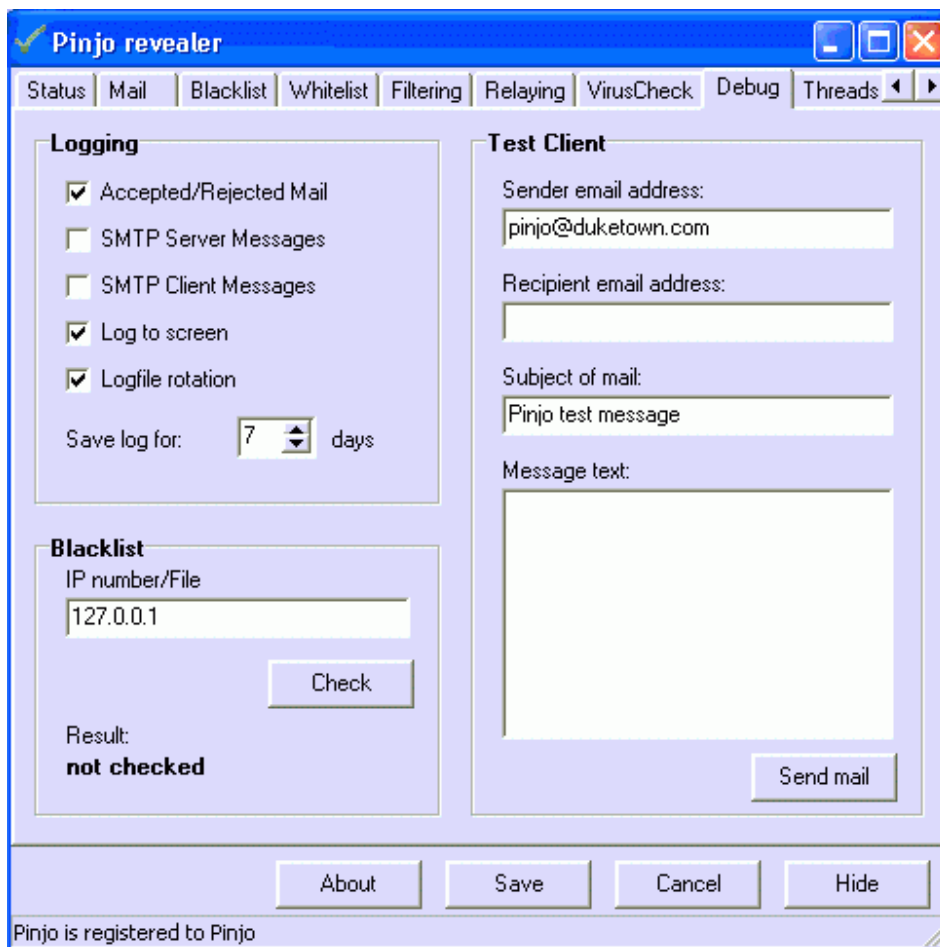 Pinjo revealer
Status Mail Blacklist Whitelist Filtering Relaying VirusCheck Debug Threads
Logging
Accepted/Rejected Mail
SMTP Server Messages
SMTP Client Messages
Log to screen
Logfile rotation
Save log for: 7 days
Blacklist
IP number/File
127.0.0.1
Check
Result:
not checked
Test Client
Sender email address:
pinjo@duketown.com
Recipient email address:
Subject of mail:
Pinjo test message
Message text:
Send mail
About Save Cancel Hide
Pinjo is registered to Pinjo